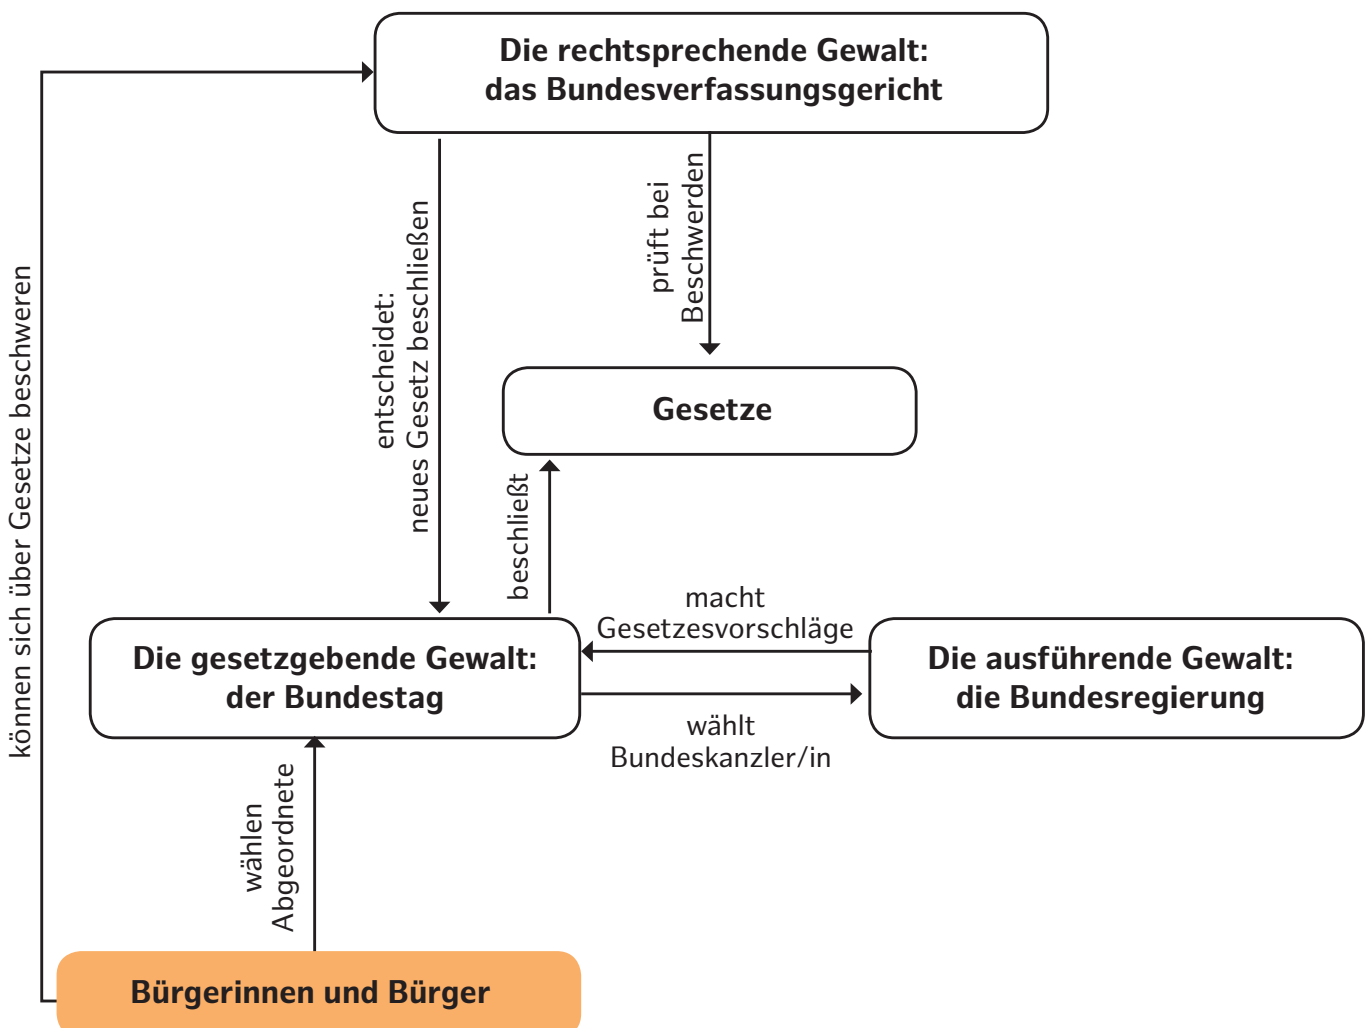 Die rechtsprechende Gewalt:
das Bundesverfassungsgericht
können sich über Gesetze beschweren
entscheidet:
neues Gesetz beschließen
prüft bei
Beschwerden
Gesetze
beschließt
macht
Gesetzesvorschläge
Die gesetzgebende Gewalt:
der Bundestag
Die ausführende Gewalt:
die Bundesregierung
wählt
Bundeskanzler/in
wählen
Abgeordnete
Bürgerinnen und Bürger